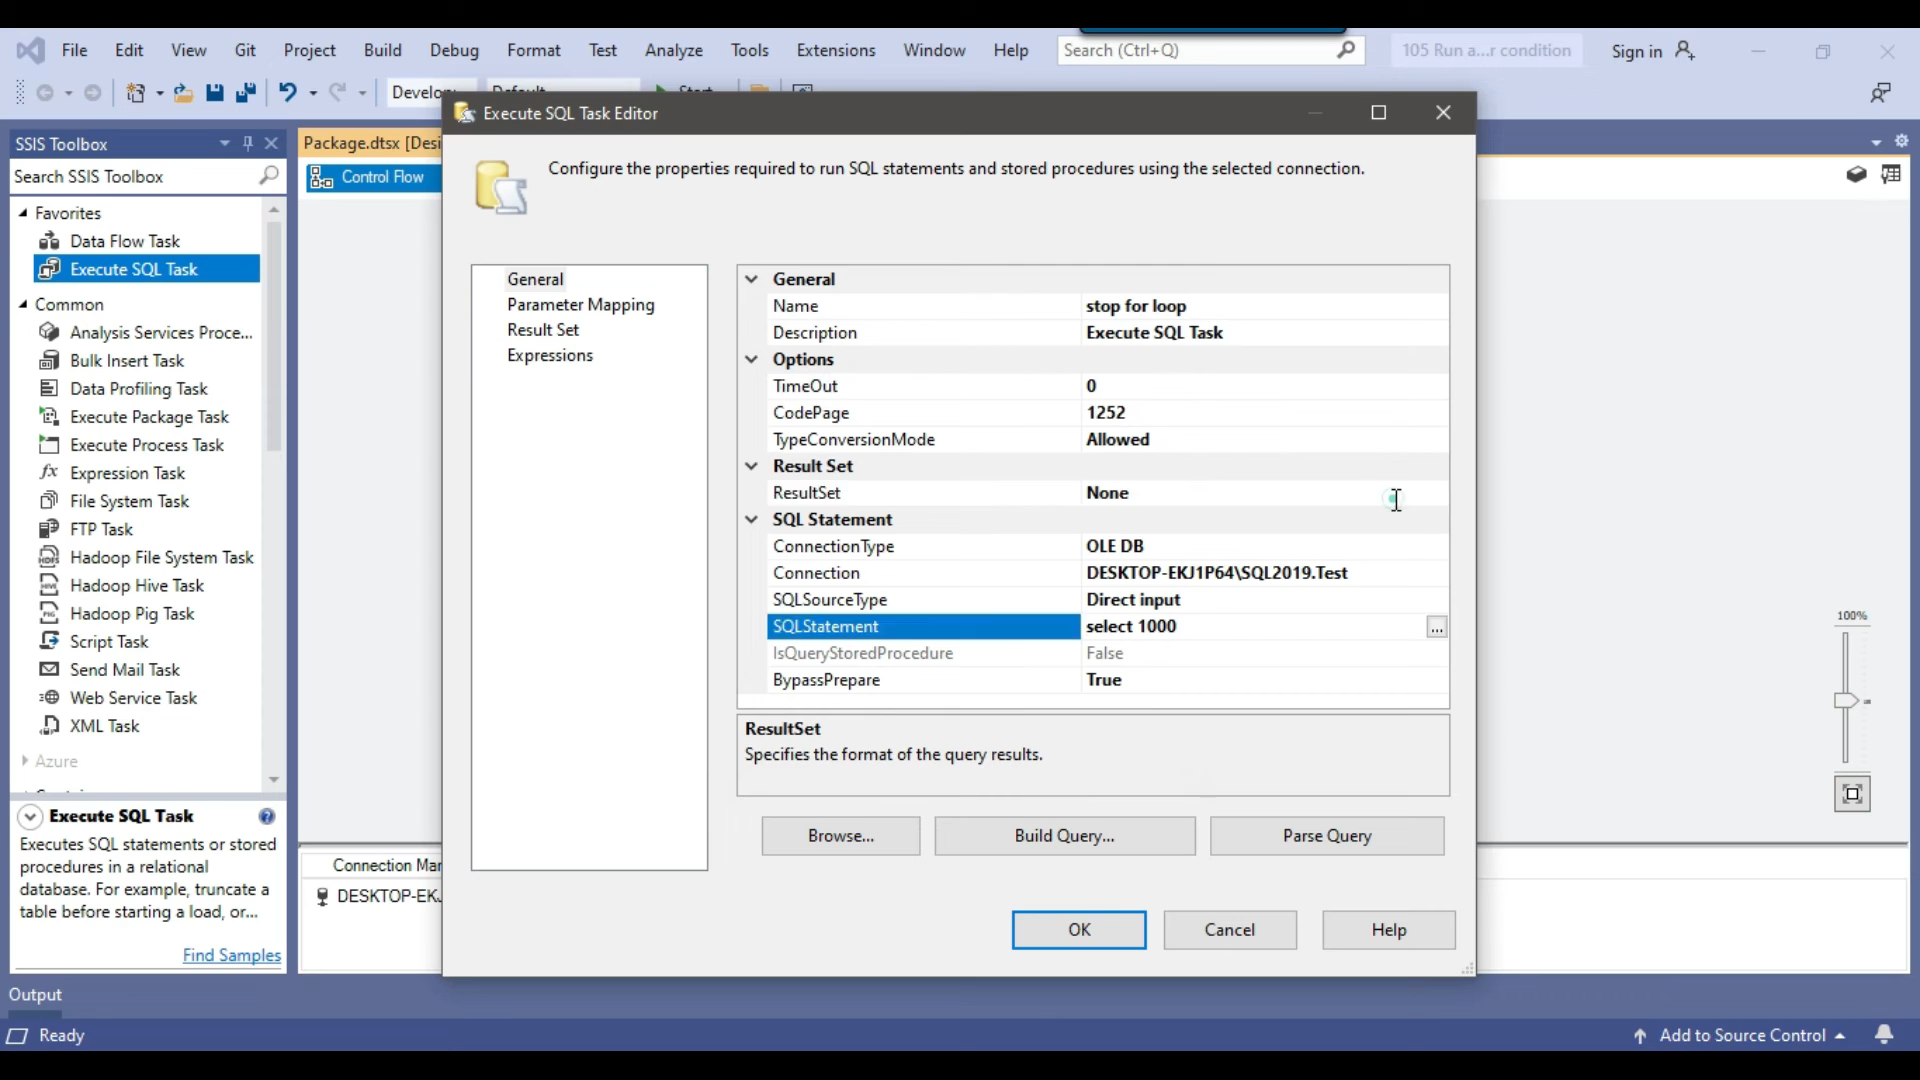 File Edit View Git Project Build Debug Format Test Analyze Tools Extensions Window Help Search (Ctrl+Q) 105 Run a...r condition Sign in
Develop Default Start
Execute SQL Task Editor
SSIS Toolbox
Search SSIS Toolbox
Favorites
Data Flow Task
Execute SQL Task
Common
Analysis Services Proce...
Bulk Insert Task
Data Profiling Task
Execute Package Task
Execute Process Task
Expression Task
File System Task
FTP Task
Hadoop File System Task
Hadoop Hive Task
Hadoop Pig Task
Script Task
Send Mail Task
Web Service Task
XML Task
Azure
Execute SQL Task
Executes SQL statements or stored
procedures in a relational
database. For example, truncate a
table before starting a load, or...
Find Samples
Package.dtsx [Desi
Control Flow
Configure the properties required to run SQL statements and stored procedures using the selected connection.
General
Parameter Mapping
Result Set
Expressions
General
Name stop for loop
Description Execute SQL Task
Options
TimeOut 0
CodePage 1252
TypeConversionMode Allowed
Result Set
ResultSet None
SQL Statement
ConnectionType OLE DB
Connection DESKTOP-EKJ1P64\SQL2019.Test
SQLSourceType Direct input
SQLStatement select 1000 ...
IsQueryStoredProcedure False
BypassPrepare True
ResultSet
Specifies the format of the query results.
Browse... Build Query... Parse Query
OK Cancel Help
100%
Connection Mar
DESKTOP-EKJ
Output
Ready
Add to Source Control